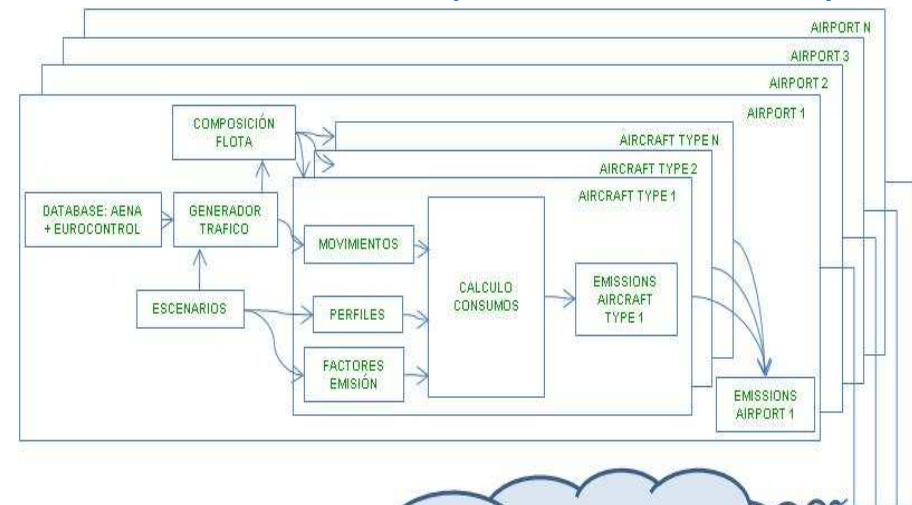 AIRPORT N
AIRPORT 3
AIRPORT 2
AIRPORT 1
COMPOSICIÓN
FLOTA
AIRCRAFT TYPE N
AIRCRAFT TYPE 2
AIRCRAFT TYPE 1
DATABASE: AENA
+ EUROCONTROL
GENERADOR
TRAFICO
MOVIMIENTOS
CALCULO
CONSUMOS
EMISSIONS
AIRCRAFT
TYPE 1
ESCENARIOS
PERFILES
FACTORES
EMISIÓN
EMISSIONS
AIRPORT 1